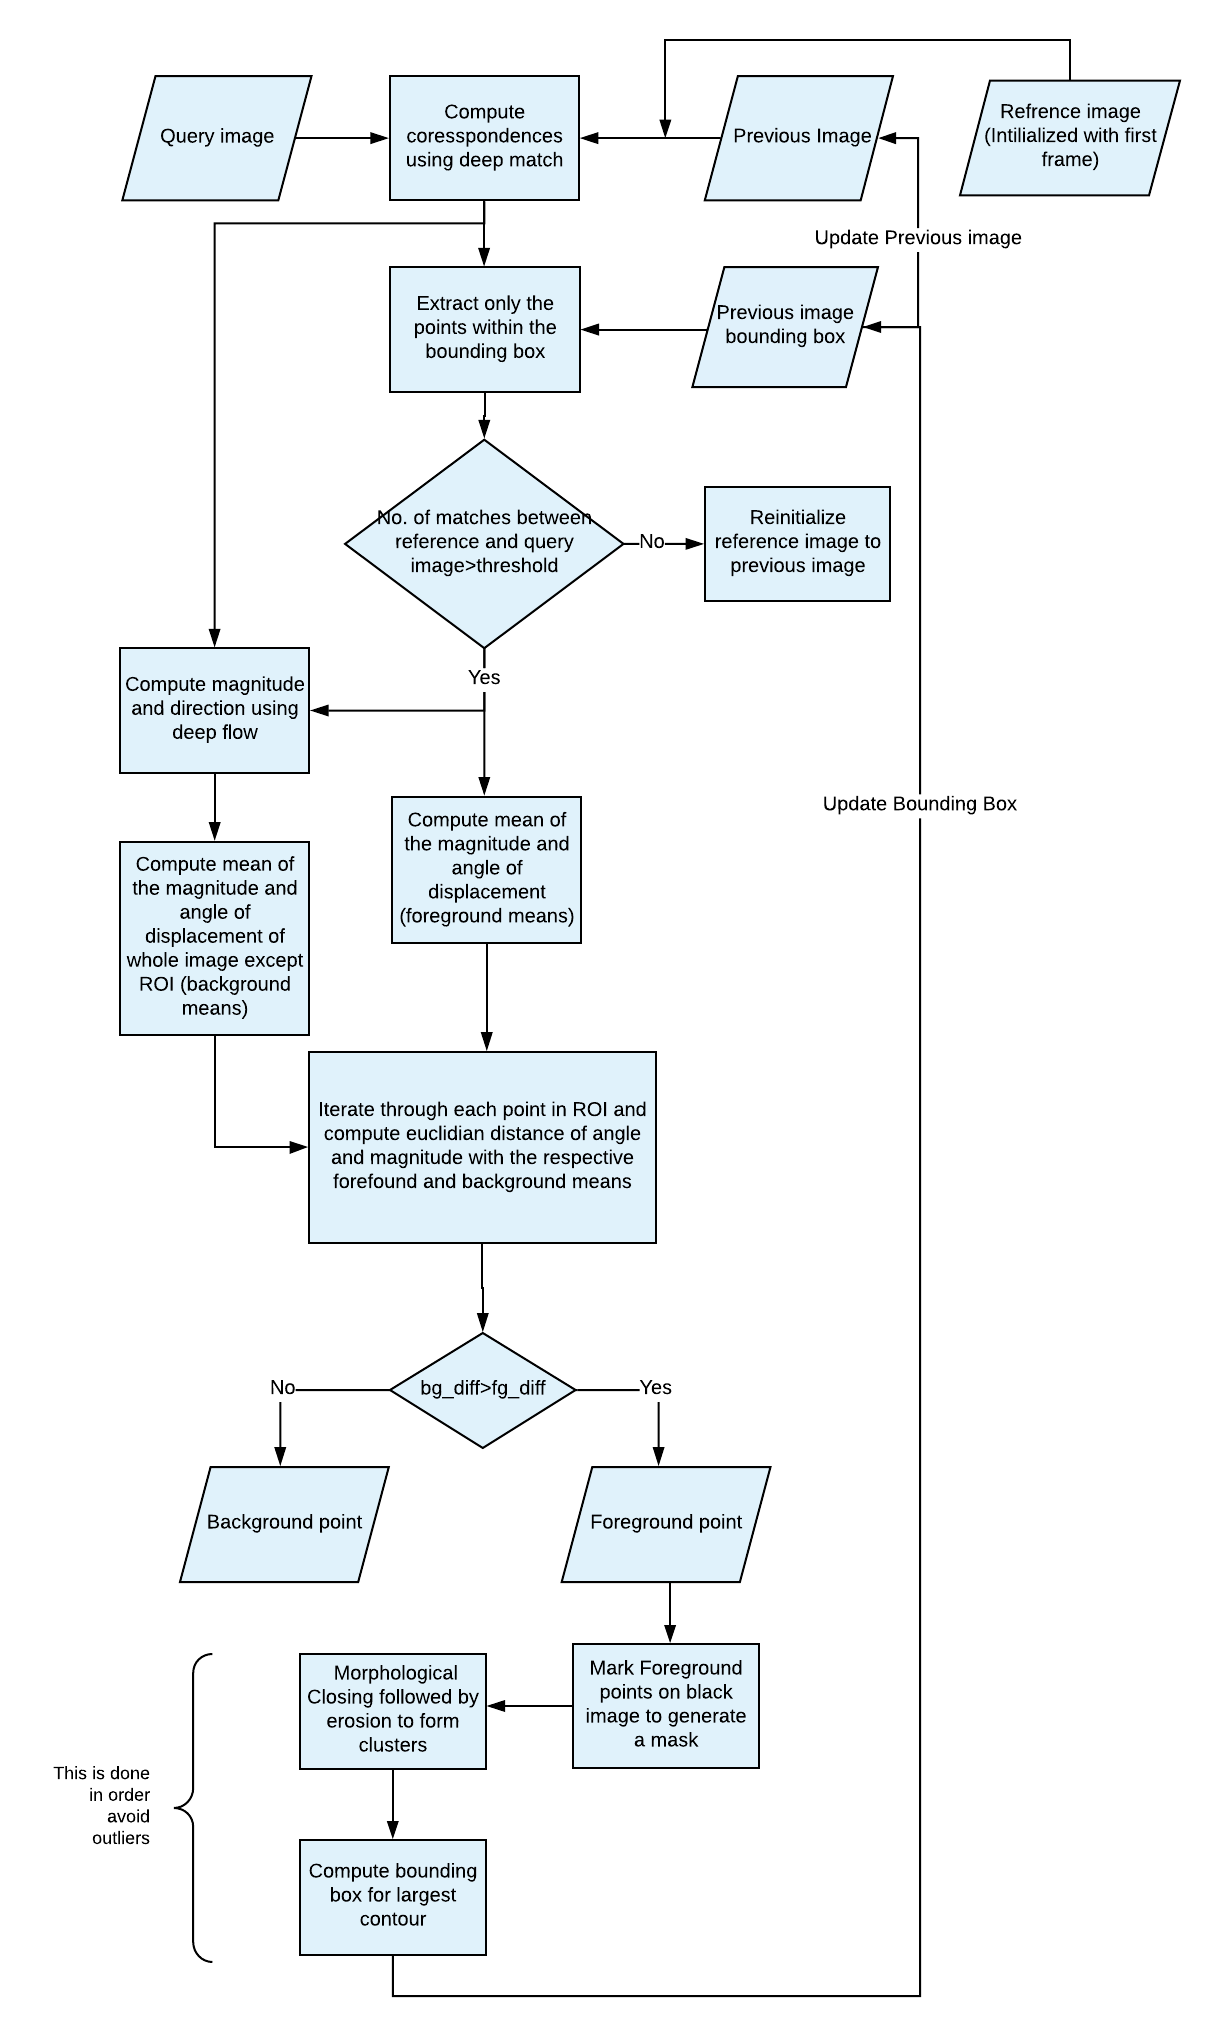 Query image
Compute
coresspondences
using deep match
Previous Image
Refrence image
(Intilialized with first
frame)
Update Previous image
Extract only the
points within the
bounding box
Previous image
bounding box
No. of matches between
reference and query
image>threshold
No
Reinitialize
reference image to
previous image
Yes
Compute magnitude
and direction using
deep flow
Update Bounding Box
Compute mean of
the magnitude and
angle of
displacement
(foreground means)
Compute mean of
the magnitude and
angle of
displacement of
whole image except
ROI (background
means)
Iterate through each point in ROI and
compute euclidian distance of angle
and magnitude with the respective
forefound and background means
No
bg_diff>fg_diff
Yes
Background point
Foreground point
Mark Foreground
points on black
image to generate
a mask
Morphological
Closing followed by
erosion to form
clusters
This is done
in order
avoid
outliers
Compute bounding
box for largest
contour